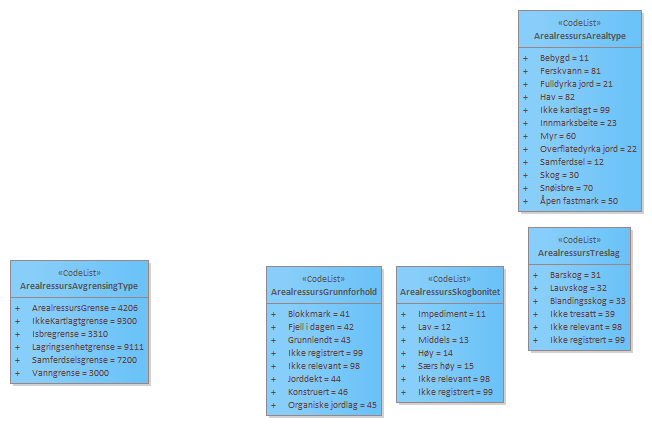 «CodeList»
ArealressursArealtype
+ Bebygd = 11
+ Ferskvann = 81
+ Fulldyrka jord = 21
+ Hav = 82
+ Ikke kartlagt = 99
+ Innmarksbeite = 23
+ Myr = 60
+ Overflatedyrka jord = 22
+ Samferdsel = 12
+ Skog = 30
+ Snøisbre = 70
+ Åpen fastmark = 50
«CodeList»
ArealressursAvgrensingType
+ ArealressursGrense = 4206
+ IkkeKartlagtgrense = 9300
+ Isbregrense = 3310
+ Lagringsenhetgrense = 9111
+ Samferdselsgrense = 7200
+ Vanngrense = 3000
«CodeList»
ArealressursGrunnforhold
+ Blokkmark = 41
+ Fjell i dagen = 42
+ Grunnlendt = 43
+ Ikke registrert = 99
+ Ikke relevant = 98
+ Jorddekt = 44
+ Konstruert = 46
+ Organiske jordlag = 45
«CodeList»
ArealressursSkogbonitet
+ Impediment = 11
+ Lav = 12
+ Middels = 13
+ Høy = 14
+ Særs høy = 15
+ Ikke relevant = 98
+ Ikke registrert = 99
«CodeList»
ArealressursTreslag
+ Barskog = 31
+ Lauvskog = 32
+ Blandingsskog = 33
+ Ikke tresatt = 39
+ Ikke relevant = 98
+ Ikke registrert = 99